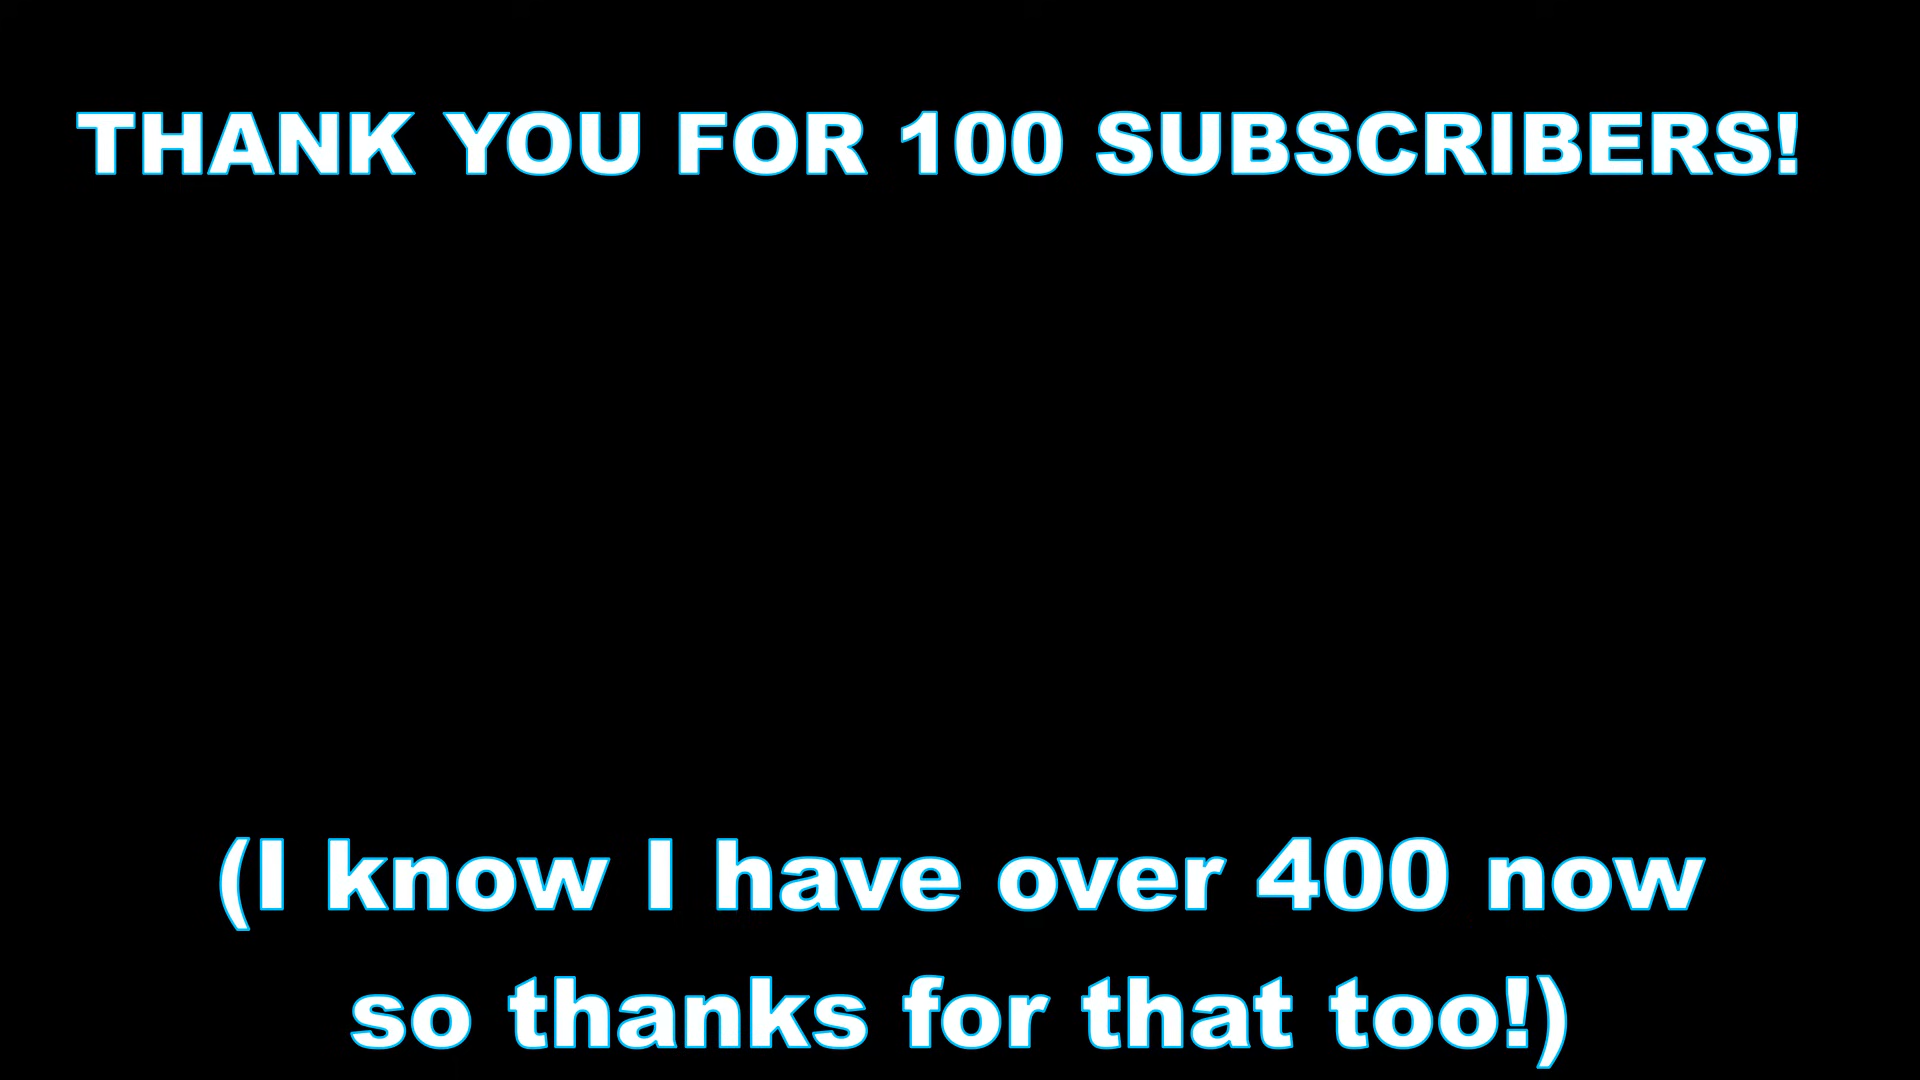 THANK YOU FOR 100 SUBSCRIBERS!
(I know I have over 400 now
so thanks for that too!)